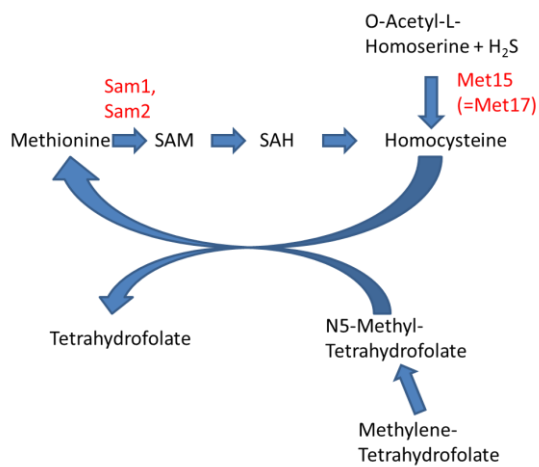 O-Acetyl-L-
Homoserine + H₂S
Sam1,
Sam2
Met15
(=Met17)
Methionine
SAM
SAH
Homocysteine
Tetrahydrofolate
N5-Methyl-
Tetrahydrofolate
Methylene-
Tetrahydrofolate